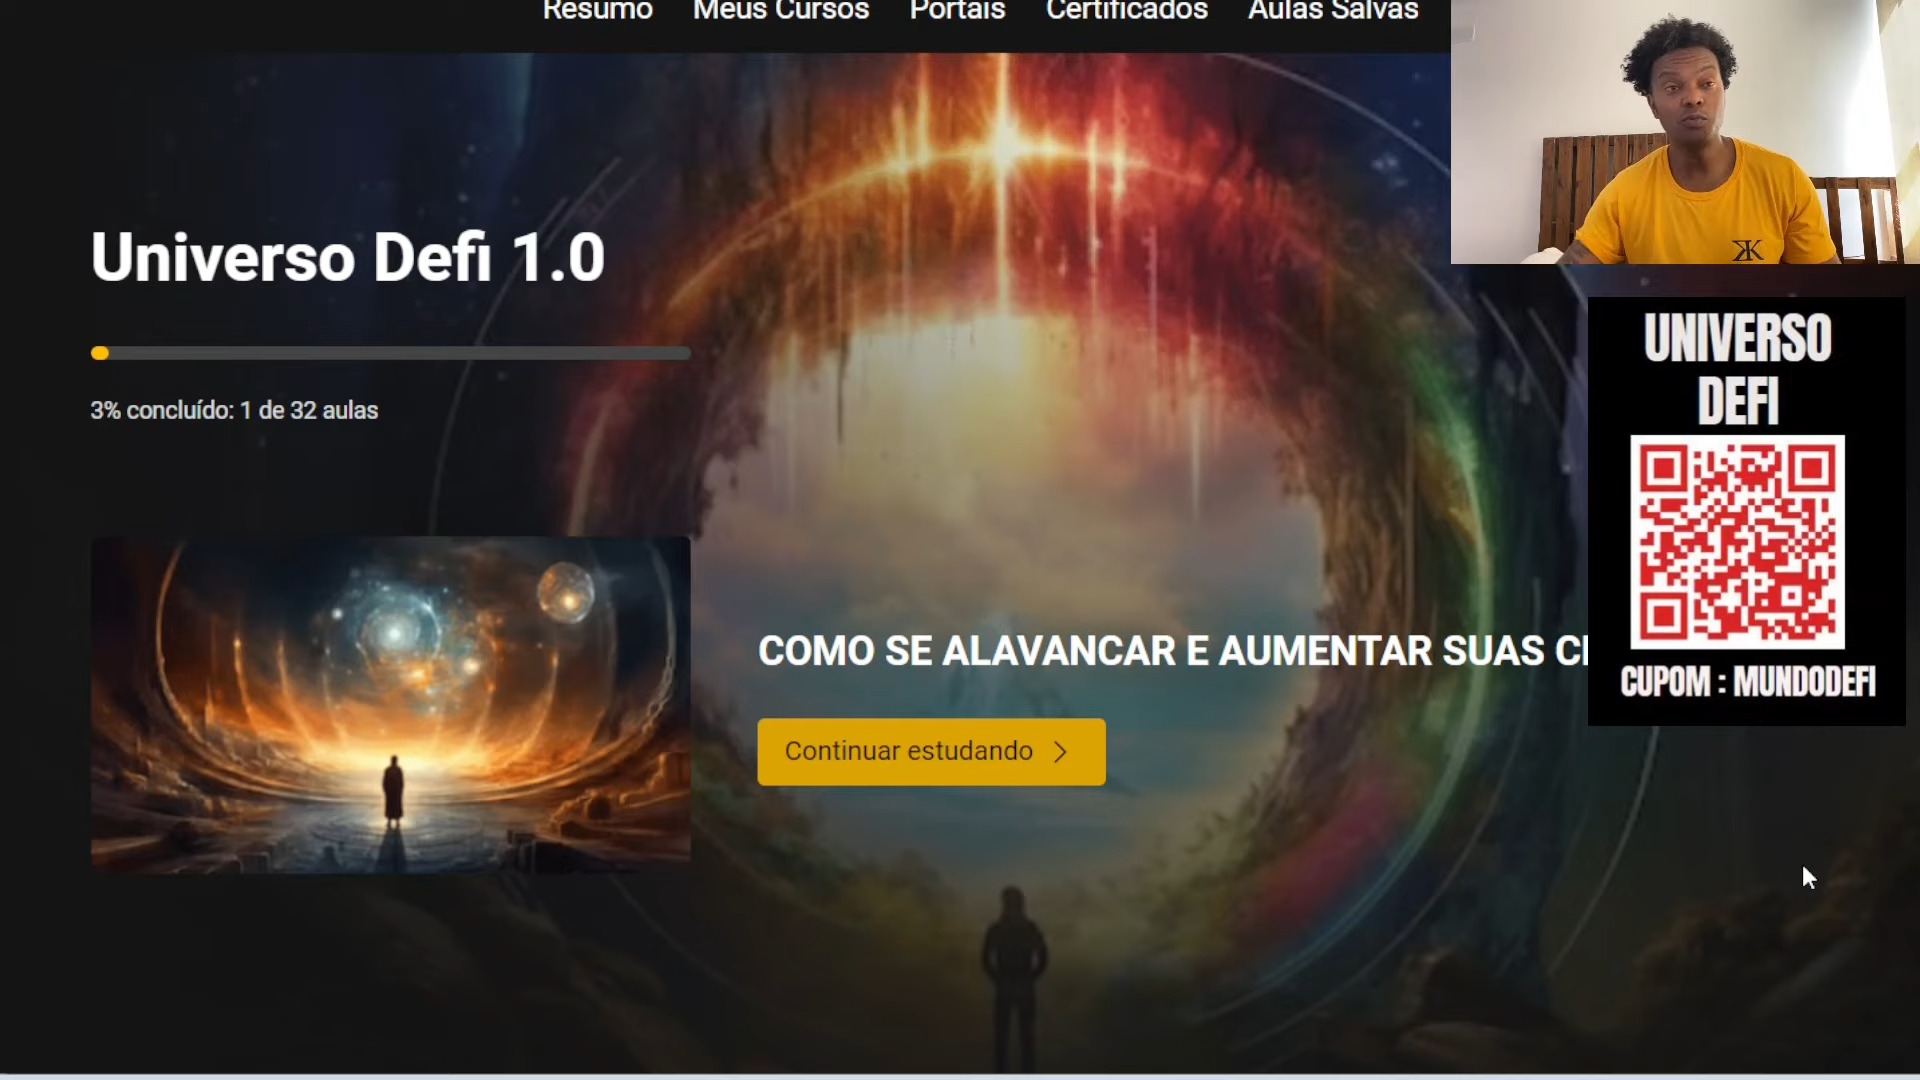 Resumo Meus Cursos Portais Certificados Aulas Salvas
Universo Defi 1.0
3% concluído: 1 de 32 aulas
COMO SE ALAVANCAR E AUMENTAR SUAS
Continuar estudando
UNIVERSO
DEFI
CUPOM : MUNDODEFI